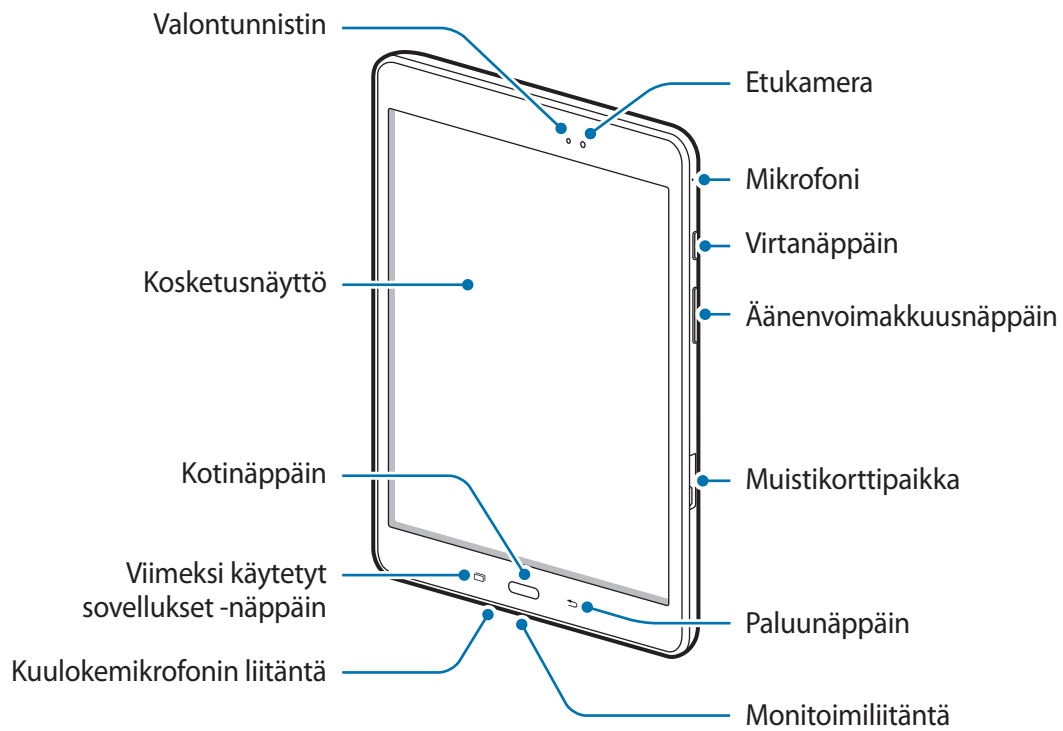 Valontunnistin
Etukamera
Mikrofoni
Virtanäppäin
Kosketusnäyttö
Äänenvoimakkuusnäppäin
Kotinäppäin
Muistikorttipaikka
Viimeksi käytetyt
sovellukset -näppäin
Paluunäppäin
Kuulokemikrofonin liitäntä
Monitoimiliitäntä